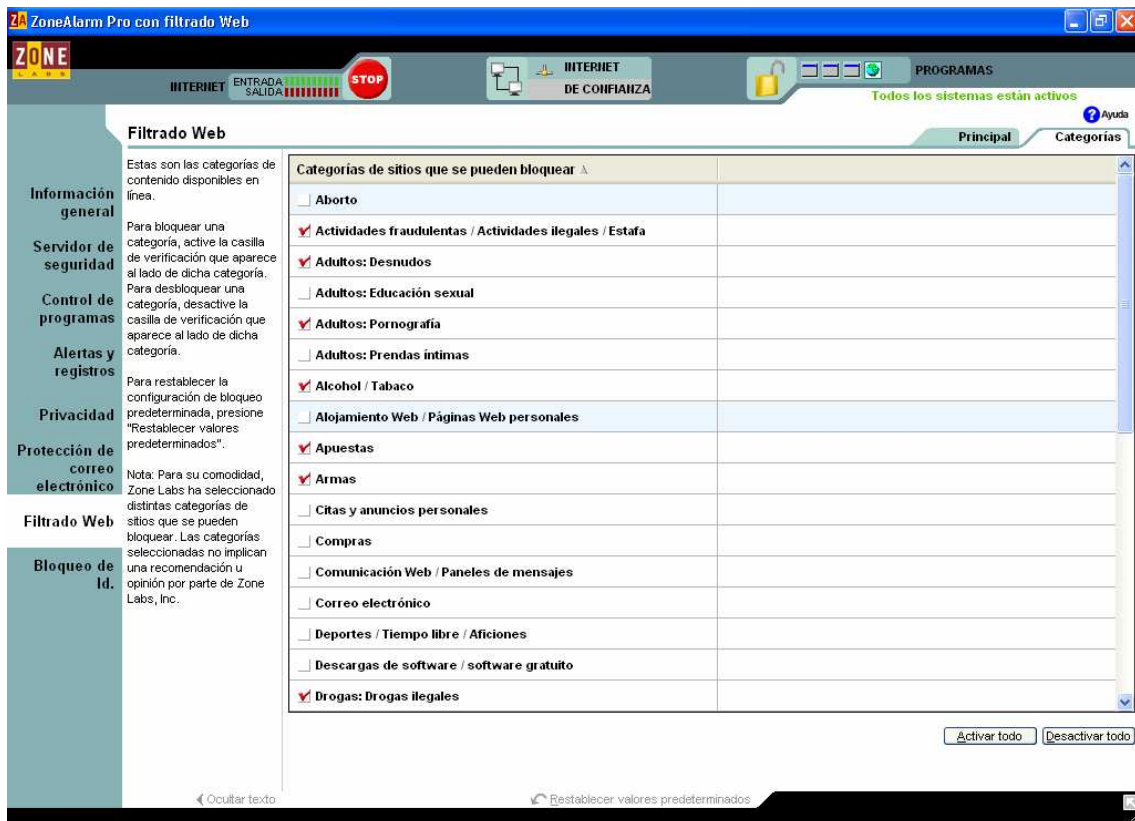 ZA ZoneAlarm Pro con filtrado Web
ZONE
LABS
INTERNET
ENTRADA
SALIDA
STOP
INTERNET
DE CONFIANZA
PROGRAMAS
Todos los sistemas están activos
? Ayuda
Filtrado Web
Principal
Categorías
Información
general
Servidor de
seguridad
Control de
programas
Alertas y
registros
Privacidad
Protección de
correo
electrónico
Filtrado Web
Bloqueo de
Id.
Estas son las categorías de
contenido disponibles en
línea.
Para bloquear una
categoría, active la casilla
de verificación que aparece
al lado de dicha categoría.
Para desbloquear una
categoría, desactive la
casilla de verificación que
aparece al lado de dicha
categoría.
Para restablecer la
configuración de bloqueo
predeterminada, presione
"Restablecer valores
predeterminados".
Nota: Para su comodidad,
Zone Labs ha seleccionado
distintas categorías de
sitios que se pueden
bloquear. Las categorías
seleccionadas no implican
una recomendación u
opinión por parte de Zone
Labs, Inc.
Categorías de sitios que se pueden bloquear
Aborto
Actividades fraudulentas / Actividades ilegales / Estafa
Adultos: Desnudos
Adultos: Educación sexual
Adultos: Pornografía
Adultos: Prendas íntimas
Alcohol / Tabaco
Alojamiento Web / Páginas Web personales
Apuestas
Armas
Citas y anuncios personales
Compras
Comunicación Web / Paneles de mensajes
Correo electrónico
Deportes / Tiempo libre / Aficiones
Descargas de software / software gratuito
Drogas: Drogas ilegales
Activar todo
Desactivar todo
Ocultar texto
Restablecer valores predeterminados